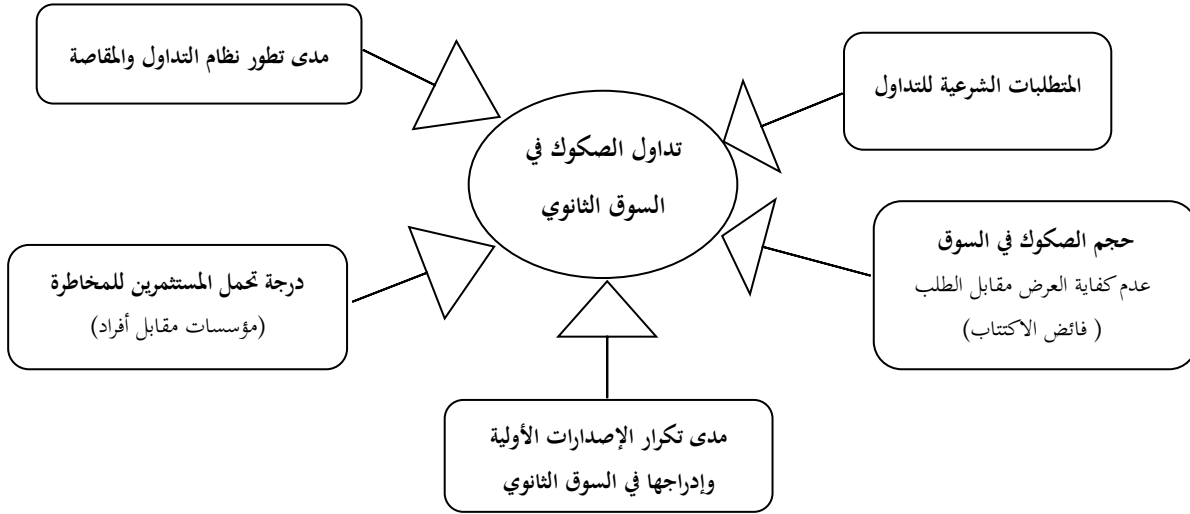 مدى تطور نظام التداول والمقاصة
المتطلبات الشرعية للتداول
تداول الصكوك في
السوق الثانوي
حجم الصكوك في السوق
عدم كفاية العرض مقابل الطلب
( فائض الاكتتاب)
درجة تحمل المستثمرين للمخاطرة
(مؤسسات مقابل أفراد)
مدى تكرار الإصدارات الأولية
وإدراجها في السوق الثانوي